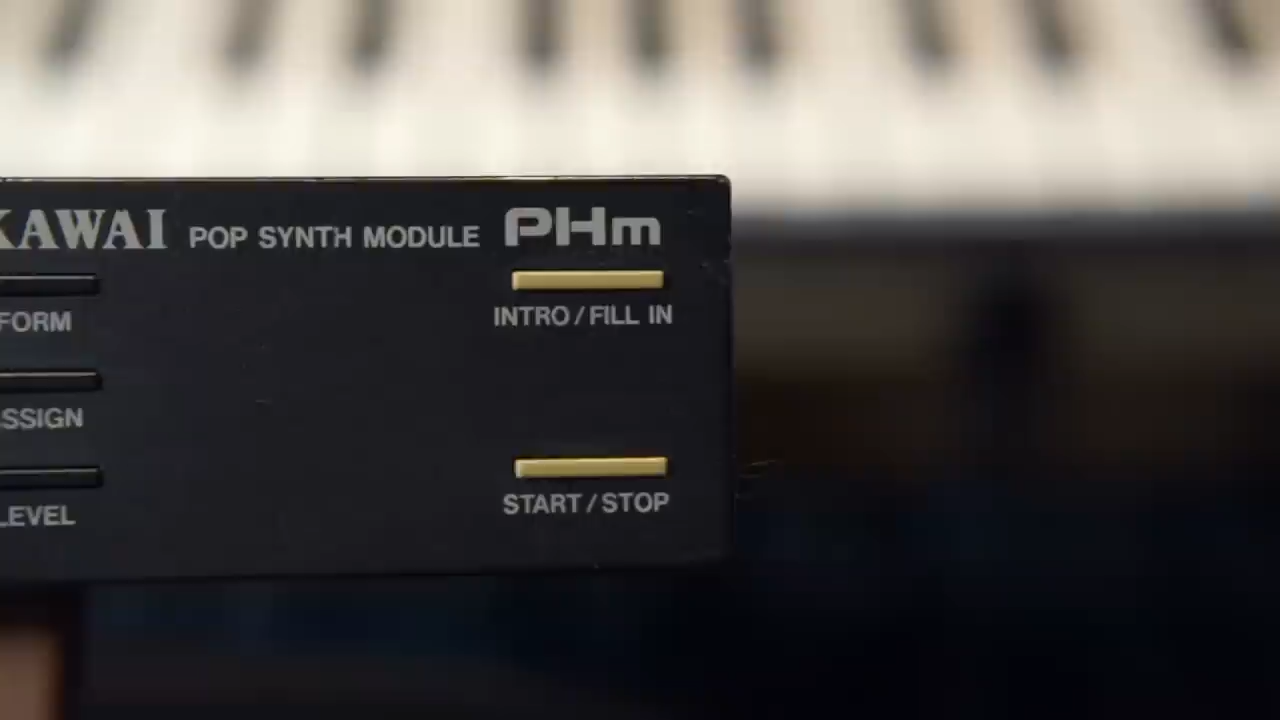 KAWAI POP SYNTH MODULE PHm
INTRO/FILL IN
FORM
SSIGN
START/STOP
LEVEL